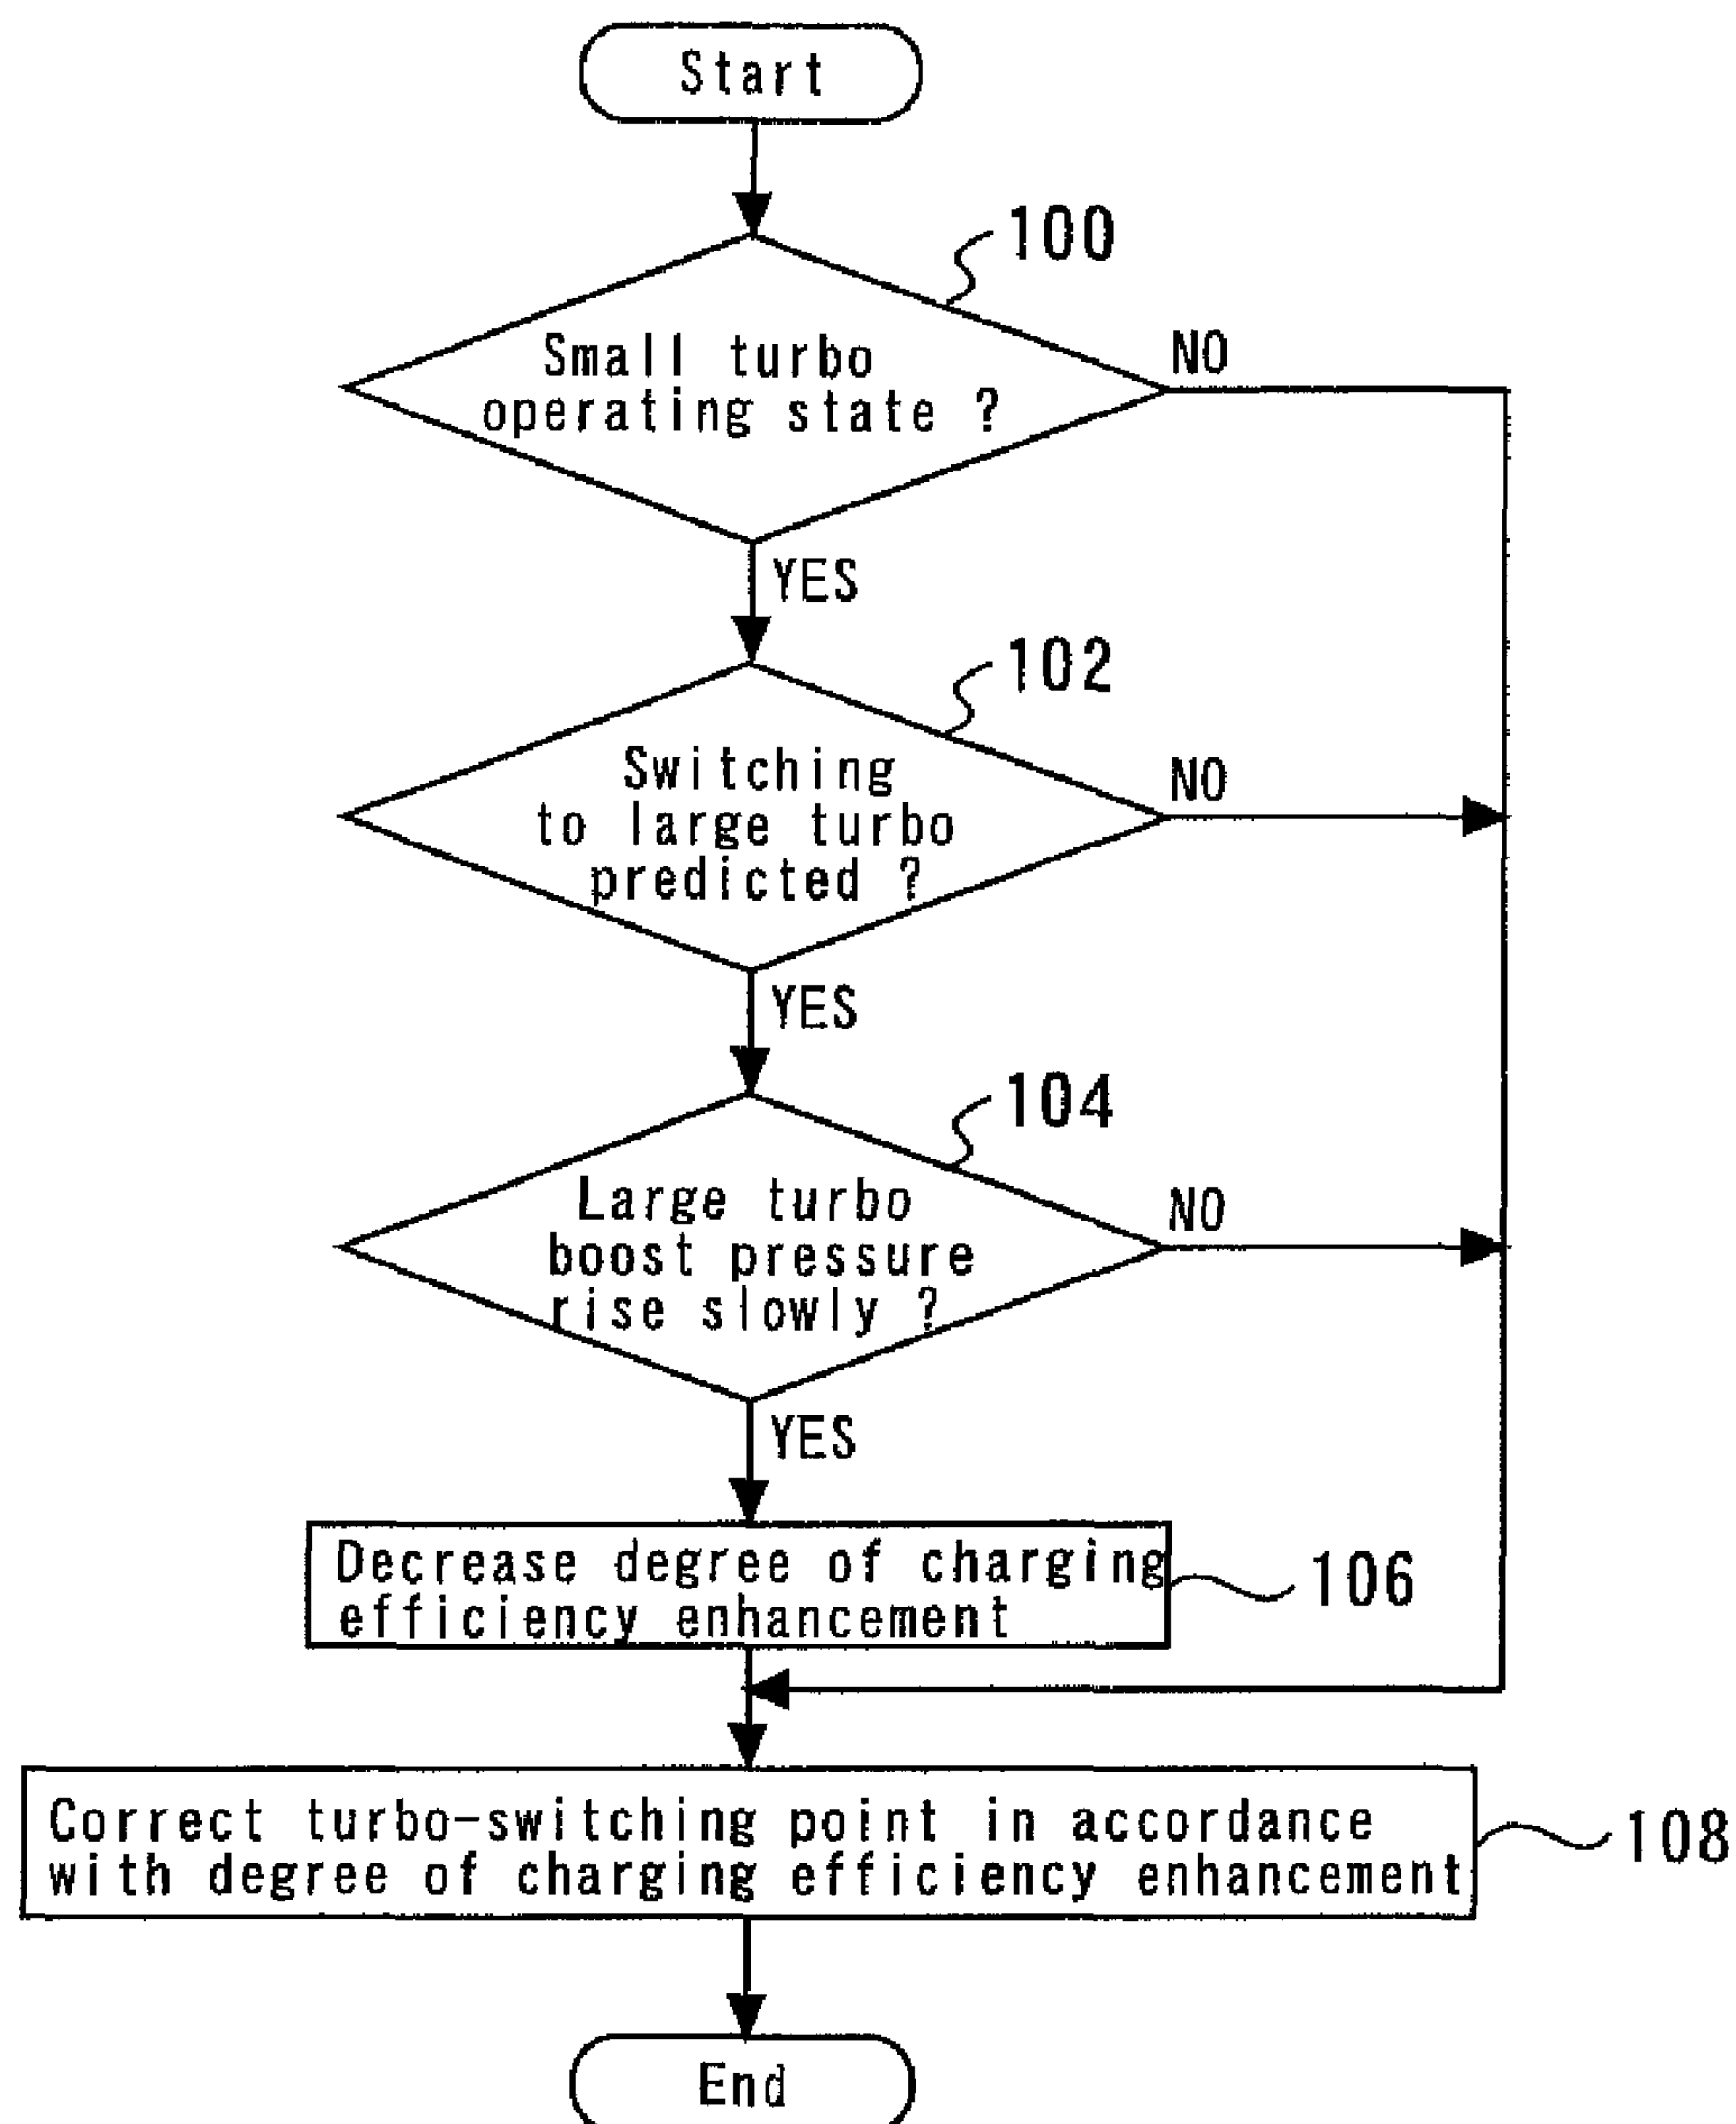 Start
100
Small turbo
operating state ?
NO
YES
102
Switching
to large turbo
predicted ?
NO
YES
104
Large turbo
boost pressure
rise slowly ?
NO
YES
Decrease degree of charging
efficiency enhancement
106
Correct turbo-switching point in accordance
with degree of charging efficiency enhancement
108
End